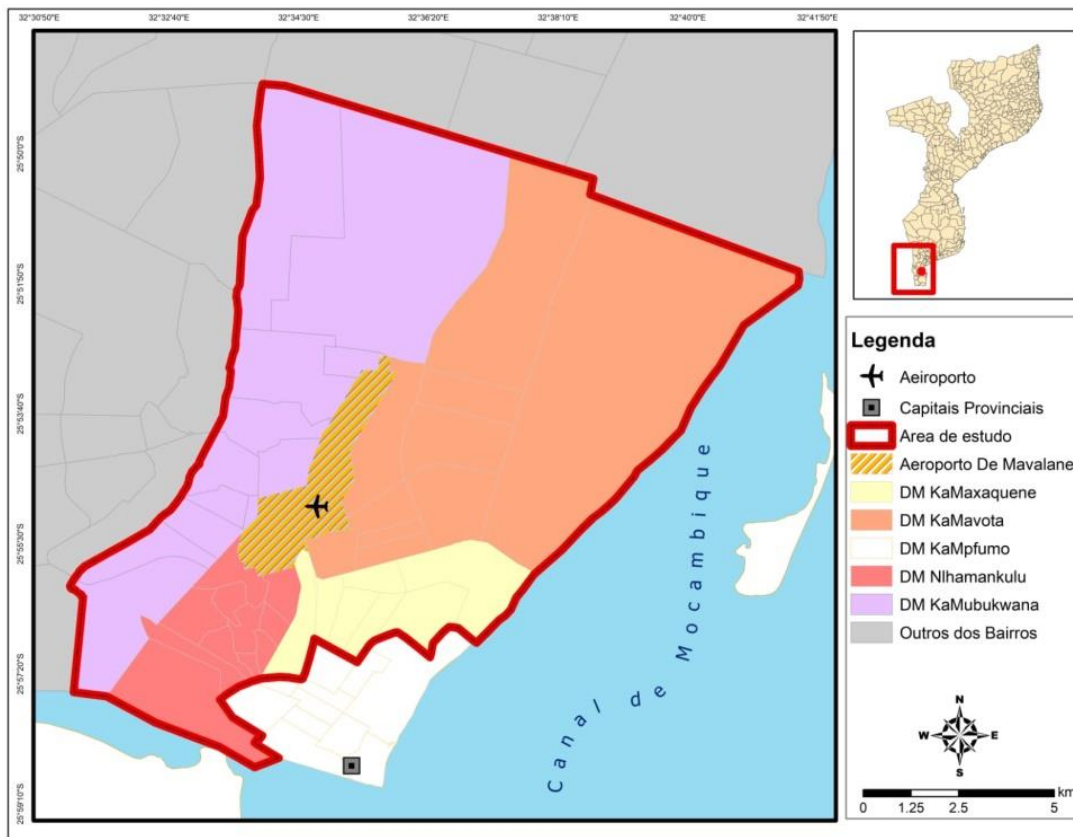 32°30'50"E
32°32'40"E
32°34'30"E
32°36'20"E
32°38'10"E
32°40'0"E
32°41'50"E
25°50'0"S
25°51'50"S
25°53'40"S
25°55'30"S
25°57'20"S
25°59'10"S
Canal de Mocambique
Legenda
Aeiroporto
Capitais Provinciais
Area de estudo
Aeroporto De Mavalane
DM KaMaxaquene
DM KaMavota
DM KaMpfumo
DM Nlhamankulu
DM KaMubukwana
Outros dos Bairros
N
W E
S
km
0 1.25 2.5 5